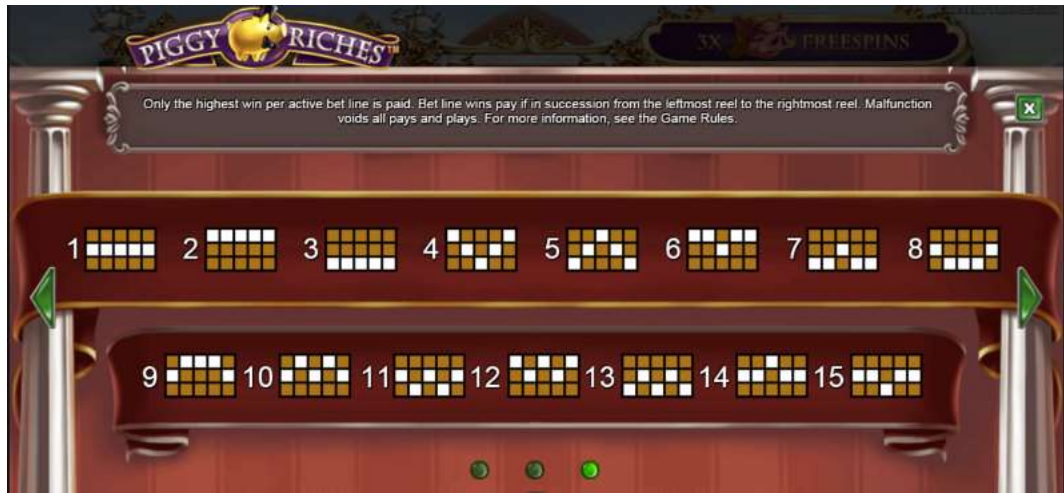 PIGGY RICHES™
3X FREESPINS
Only the highest win per active bet line is paid. Bet line wins pay if in succession from the leftmost reel to the rightmost reel. Malfunction
voids all pays and plays. For more information, see the Game Rules.
X
1 2 3 4 5 6 7 8
9 10 11 12 13 14 15